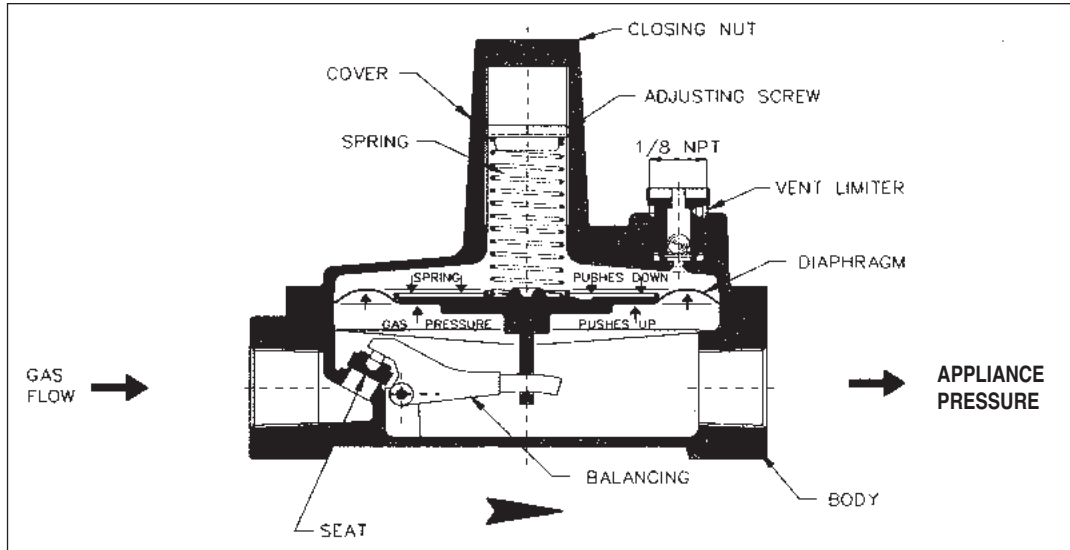 CLOSING NUT
COVER
ADJUSTING SCREW
SPRING
1/8 NPT
VENT LIMITER
DIAPHRAGM
SPRING PUSHES DOWN
GAS PRESSURE PUSHES UP
GAS
FLOW
APPLIANCE
PRESSURE
BALANCING
BODY
SEAT